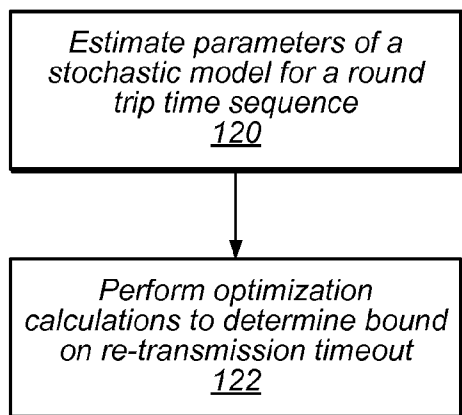 Estimate parameters of a
stochastic model for a round
trip time sequence
120
Perform optimization
calculations to determine bound
on re-transmission timeout
122